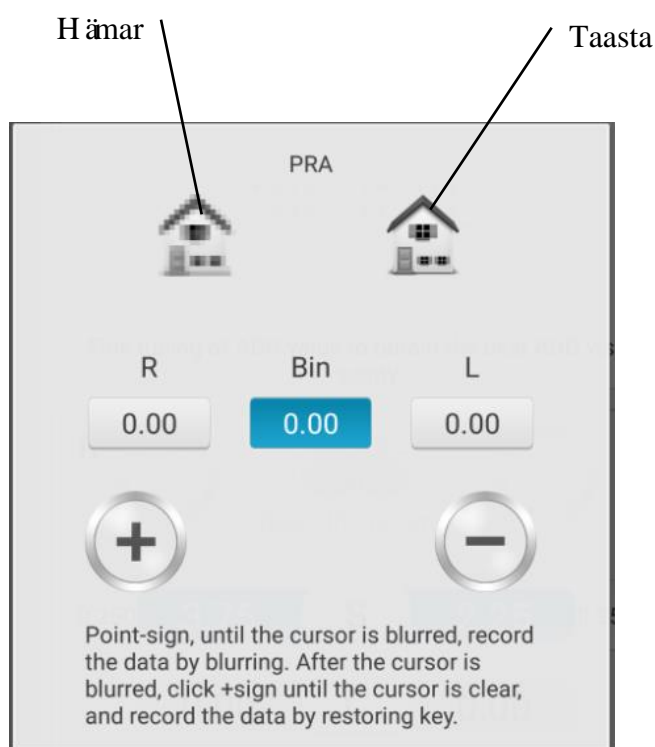 Hämar
Taasta
PRA
R Bin L
0.00 0.00 0.00
+ −
Point-sign, until the cursor is blurred, record
the data by blurring. After the cursor is
blurred, click +sign until the cursor is clear,
and record the data by restoring key.